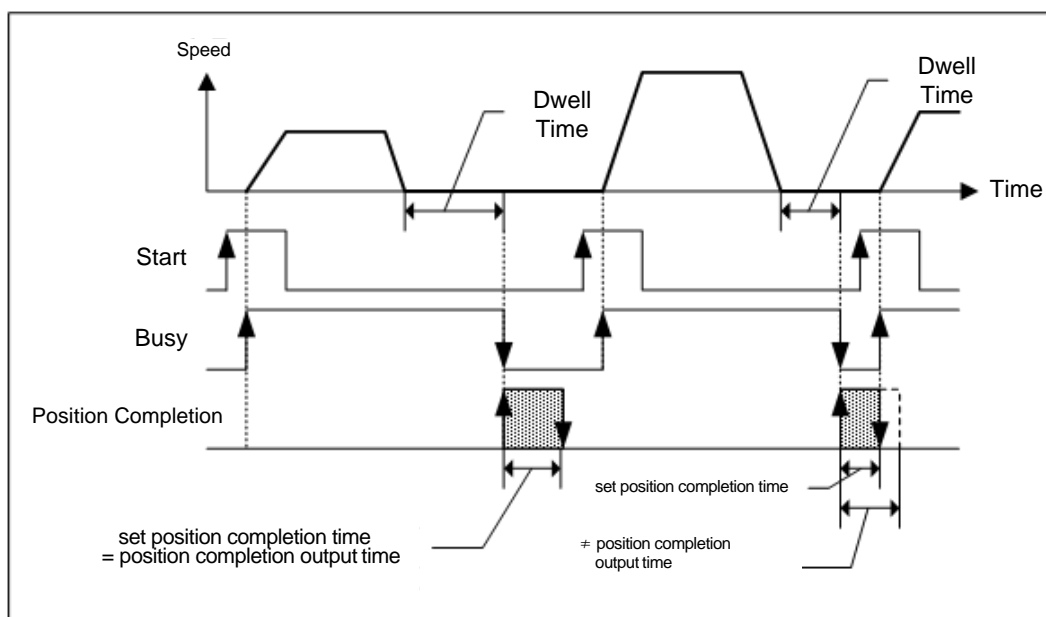 Speed
Dwell
Time
Dwell
Time
Time
Start
Busy
Position Completion
set position completion time
= position completion output time
set position completion time
≠ position completion
output time